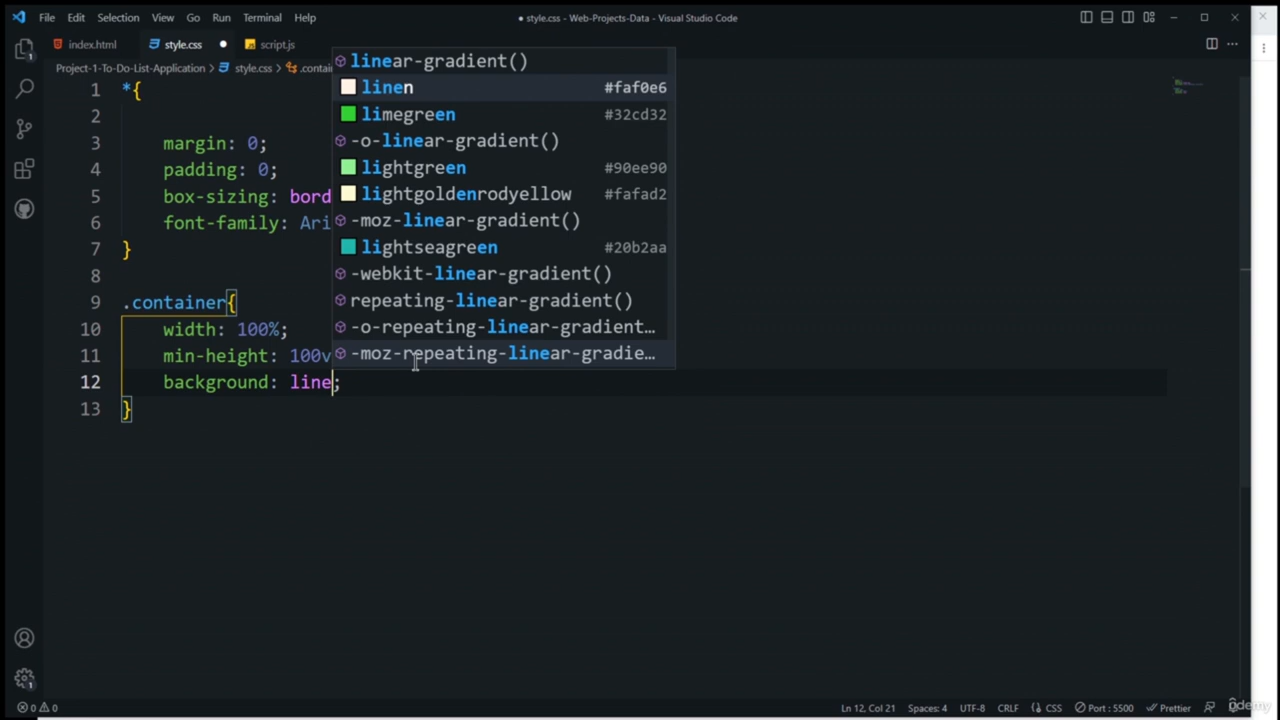 File Edit Selection View Go Run Terminal Help
● style.css - Web-Projects-Data - Visual Studio Code
index.html style.css ● script.js
Project-1-To-Do-List-Application > style.css > .contai
1 *{
2
3 margin: 0;
4 padding: 0;
5 box-sizing: bord
6 font-family: Ari
7 }
8
9 .container{
10 width: 100%;
11 min-height: 100v
12 background: line;
13 }
linear-gradient()
linen #faf0e6
limegreen #32cd32
-o-linear-gradient()
lightgreen #90ee90
lightgoldenrodyellow #fafad2
-moz-linear-gradient()
lightseagreen #20b2aa
-webkit-linear-gradient()
repeating-linear-gradient()
-o-repeating-linear-gradient…
-moz-repeating-linear-gradie…
0 0 Ln 12, Col 21 Spaces: 4 UTF-8 CRLF CSS Port : 5500 Prettier
1
1
Udemy